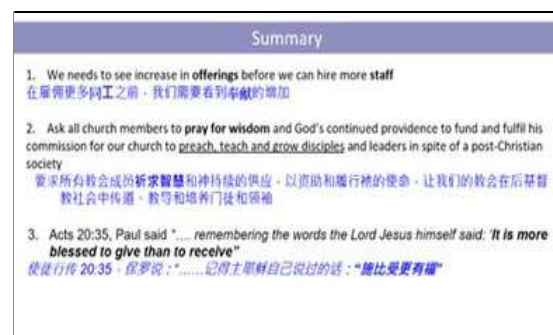 Summary
1. We needs to see increase in offerings before we can hire more staff
在雇佣更多同工之前，我们需要看到奉献的增加
2. Ask all church members to pray for wisdom and God's continued providence to fund and fulfil his
commission for our church to preach, teach and grow disciples and leaders in spite of a post-Christian
society
要求所有教会成员祈求智慧和神持续的供应，以资助和履行祂的使命，让我们的教会在后基督
教社会中传道、教导和培养门徒和领袖
3. Acts 20:35, Paul said "…. remembering the words the Lord Jesus himself said: 'It is more
blessed to give than to receive"
使徒行传 20:35，保罗说："……记得主耶稣自己说过的话："施比受更有福"